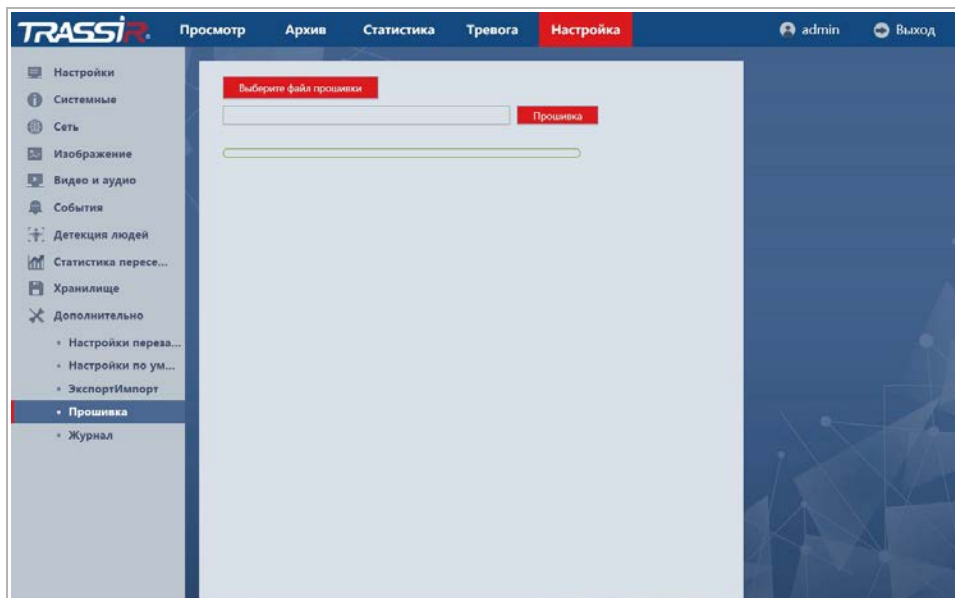 TRASSIR
Просмотр
Архив
Статистика
Тревога
Настройка
admin
Выход
Настройки
Системные
Сеть
Изображение
Видео и аудио
События
Детекция людей
Статистика пересе...
Хранилище
Дополнительно
Настройки переза...
Настройки по ум...
ЭкспортИмпорт
Прошивка
Журнал
Выберите файл прошивки
Прошивка